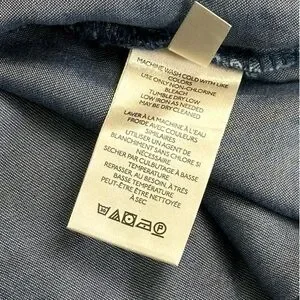 MACHINE WASH COLD WITH LIKE
COLORS
USE ONLY NON-CHLORINE
BLEACH
TUMBLE DRY LOW
LOW IRON AS NEEDED
MAY BE DRY CLEANED
LAVER À LA MACHINE À L'EAU
FROIDE AVEC COULEURS
SIMILAIRES
UTILISER UN AGENT DE
BLANCHIMENT SANS CHLORE SI
NÉCESSAIRE
SÉCHER PAR CULBUTAGE À BASSE
TEMPÉRATURE
REPASSER, AU BESOIN, À TRÈS
BASSE TEMPÉRATURE
PEUT-ÊTRE ÊTRE NETTOYÉE
À SEC